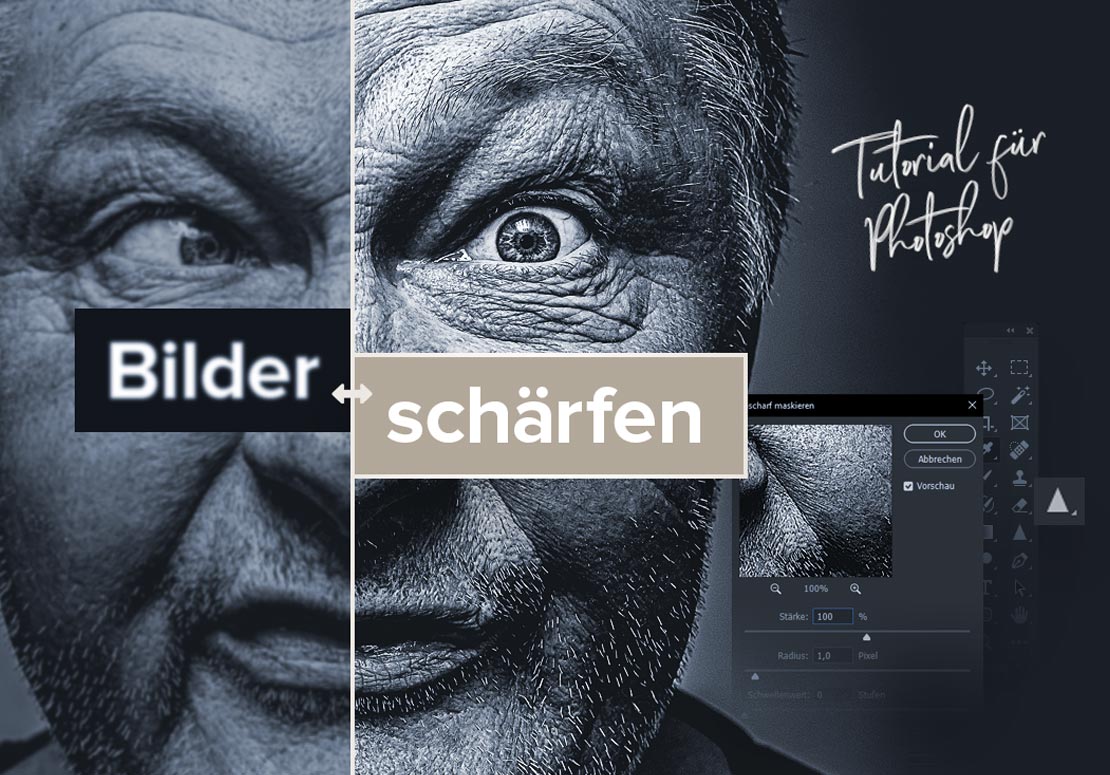 Tutorial für
Photoshop
Bilder
schärfen
scharf maskieren
OK
Abbrechen
Vorschau
100%
Stärke: 100 %
Radius: 1,0 Pixel
Schwellenwert: 0 Stufen